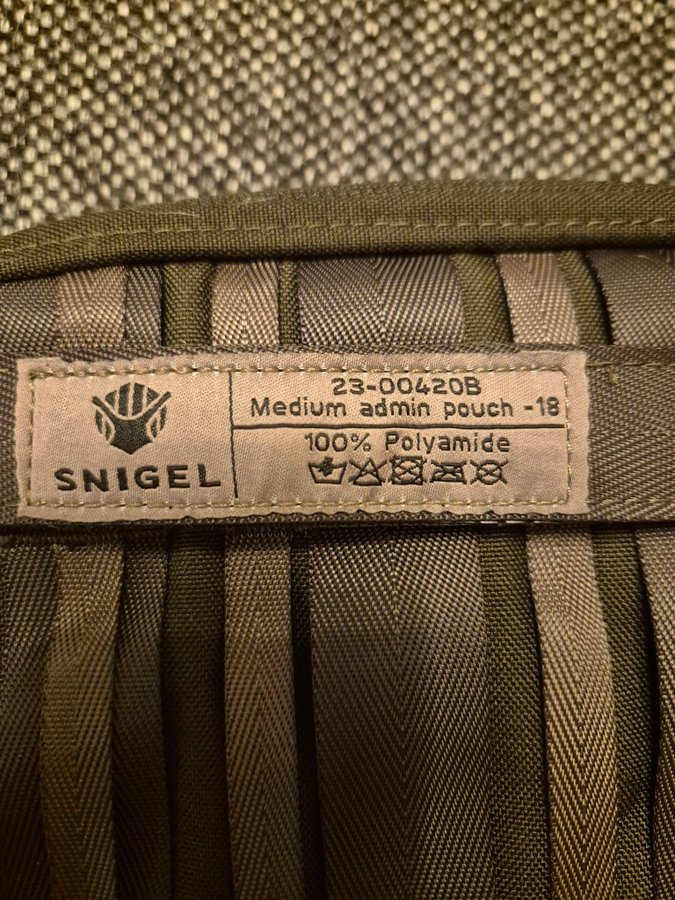 SNIGEL
23-00420B
Medium admin pouch -18
100% Polyamide